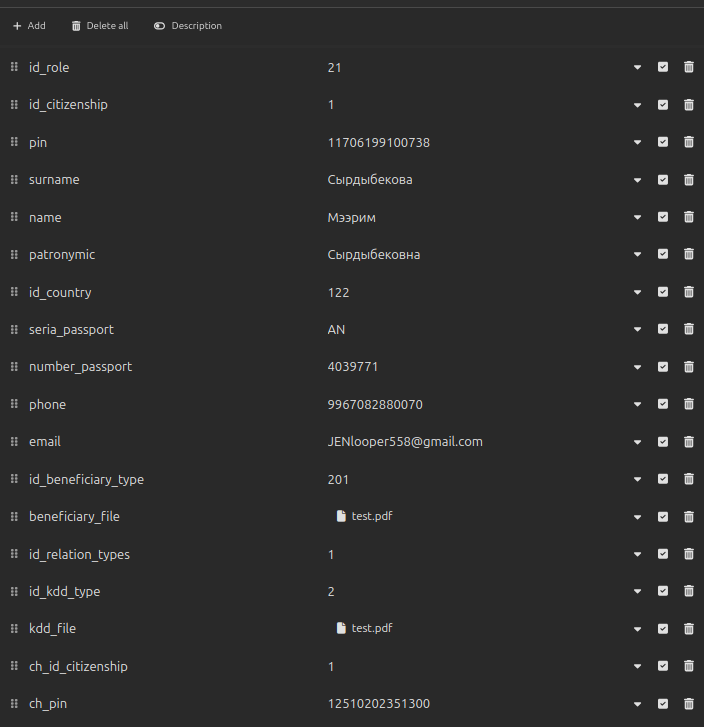 Add Delete all Description
id_role 21
id_citizenship 1
pin 11706199100738
surname Сырдыбекова
name Мээрим
patronymic Сырдыбековна
id_country 122
seria_passport AN
number_passport 4039771
phone 9967082880070
email JENlooper558@gmail.com
id_beneficiary_type 201
beneficiary_file test.pdf
id_relation_types 1
id_kdd_type 2
kdd_file test.pdf
ch_id_citizenship 1
ch_pin 12510202351300